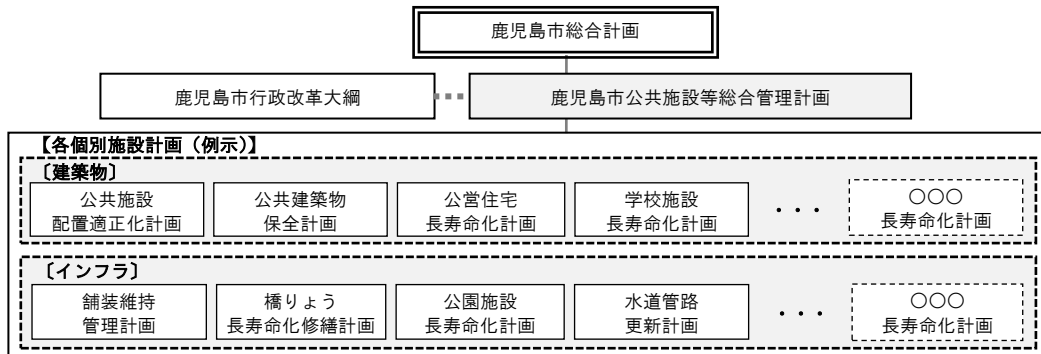 鹿児島市総合計画
鹿児島市行政改革大綱
鹿児島市公共施設等総合管理計画
【各個別施設計画（例示）】
〔建築物〕
公共施設
配置適正化計画
公共建築物
保全計画
公営住宅
長寿命化計画
学校施設
長寿命化計画
・・・
○○○
長寿命化計画
〔インフラ〕
舗装維持
管理計画
橋りょう
長寿命化修繕計画
公園施設
長寿命化計画
水道管路
更新計画
・・・
○○○
長寿命化計画